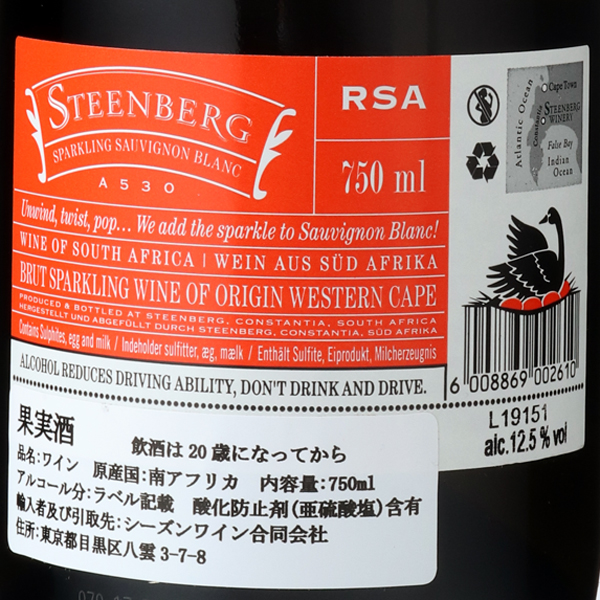 STEENBERG
SPARKLING SAUVIGNON BLANC
A530
RSA
750 ml
Unwind, twist, pop... We add the sparkle to Sauvignon Blanc!
WINE OF SOUTH AFRICA | WEIN AUS SÜD AFRIKA
BRUT SPARKLING WINE OF ORIGIN WESTERN CAPE
PRODUCED & BOTTLED AT STEENBERG, CONSTANTIA, SOUTH AFRICA
HERGESTELLT UND ABGEFÜLLT DURCH STEENBERG, CONSTANTIA, SÜD AFRIKA
Contains Sulphites, egg and milk / Indeholder sulfitter, æg, mælk / Enthält Sulfite, Eiprodukt, Milcherzeugnis
ALCOHOL REDUCES DRIVING ABILITY, DON'T DRINK AND DRIVE.
Atlantic Ocean
Cape Town
Constantia
STEENBERG
WINERY
False Bay
Indian
Ocean
6 008869 002610
L19151
alc.12.5 % vol
果実酒
飲酒は20歳になってから
品名:ワイン 原産国:南アフリカ 内容量:750ml
アルコール分:ラベル記載 酸化防止剤(亜硫酸塩)含有
輸入者及び引取先:シーズンワイン合同会社
住所:東京都目黒区八雲3-7-8